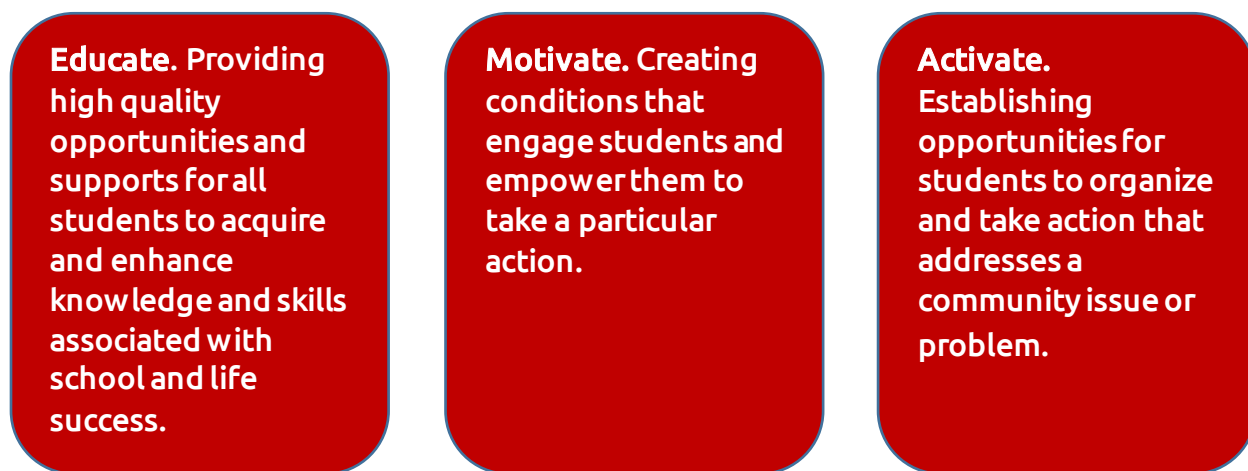 Educate. Providing
high quality
opportunities and
supports for all
students to acquire
and enhance
knowledge and skills
associated with
school and life
success.
Motivate. Creating
conditions that
engage students and
empower them to
take a particular
action.
Activate.
Establishing
opportunities for
students to organize
and take action that
addresses a
community issue or
problem.